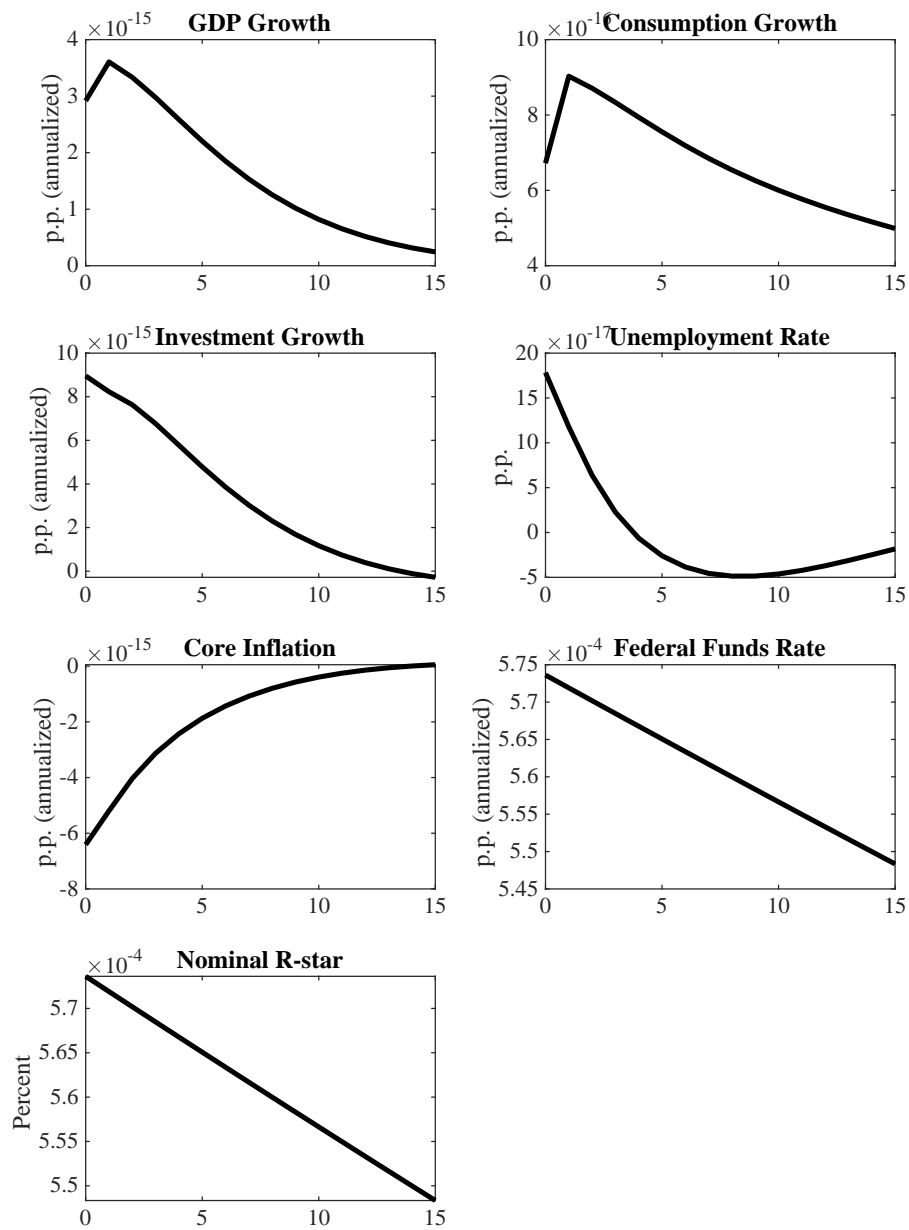 ×10^-15 GDP Growth
p.p. (annualized)
4
3
2
1
0
0 5 10 15
×10^-16 Consumption Growth
p.p. (annualized)
10
8
6
4
0 5 10 15
×10^-15 Investment Growth
p.p. (annualized)
10
8
6
4
2
0
0 5 10 15
×10^-17 Unemployment Rate
p.p.
20
15
10
5
0
-5
0 5 10 15
×10^-15 Core Inflation
p.p. (annualized)
0
-2
-4
-6
-8
0 5 10 15
×10^-4 Federal Funds Rate
p.p. (annualized)
5.75
5.7
5.65
5.6
5.55
5.5
5.45
0 5 10 15
×10^-4 Nominal R-star
Percent
5.7
5.65
5.6
5.55
5.5
0 5 10 15